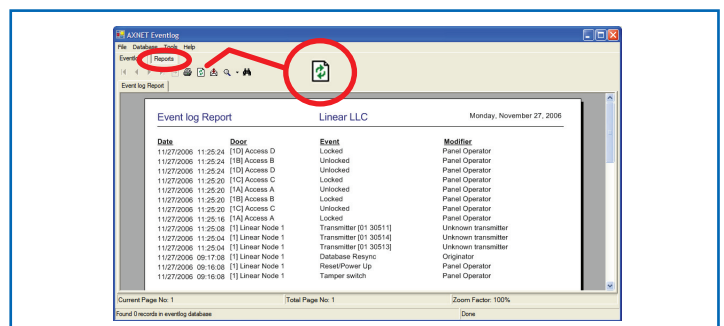 AXNET Eventlog
File Database Tools Help
Eventlog Reports
Event log Report
Event log Report Linear LLC Monday, November 27, 2006
Date Door Event Modifier
11/27/2006 11:25:24 [1D] Access D Locked Panel Operator
11/27/2006 11:25:24 [1B] Access B Unlocked Panel Operator
11/27/2006 11:25:24 [1D] Access D Unlocked Panel Operator
11/27/2006 11:25:20 [1C] Access C Locked Panel Operator
11/27/2006 11:25:20 [1A] Access A Unlocked Panel Operator
11/27/2006 11:25:20 [1B] Access B Locked Panel Operator
11/27/2006 11:25:20 [1C] Access C Unlocked Panel Operator
11/27/2006 11:25:16 [1A] Access A Locked Panel Operator
11/27/2006 11:25:08 [1] Linear Node 1 Transmitter [01 30511] Unknown transmitter
11/27/2006 11:25:04 [1] Linear Node 1 Transmitter [01 30514] Unknown transmitter
11/27/2006 11:25:04 [1] Linear Node 1 Transmitter [01 30513] Unknown transmitter
11/27/2006 09:17:08 [1] Linear Node 1 Database Resync Originator
11/27/2006 09:16:08 [1] Linear Node 1 Reset/Power Up Panel Operator
11/27/2006 09:16:08 [1] Linear Node 1 Tamper switch Panel Operator
Current Page No: 1 Total Page No: 1 Zoom Factor: 100%
Found 0 records in eventlog database Done